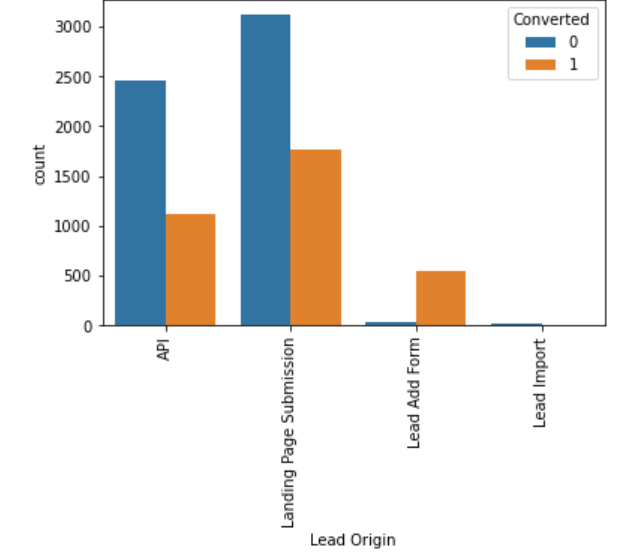 Converted
0
1
3000
2500
2000
1500
1000
500
0
count
API
Landing Page Submission
Lead Add Form
Lead Import
Lead Origin